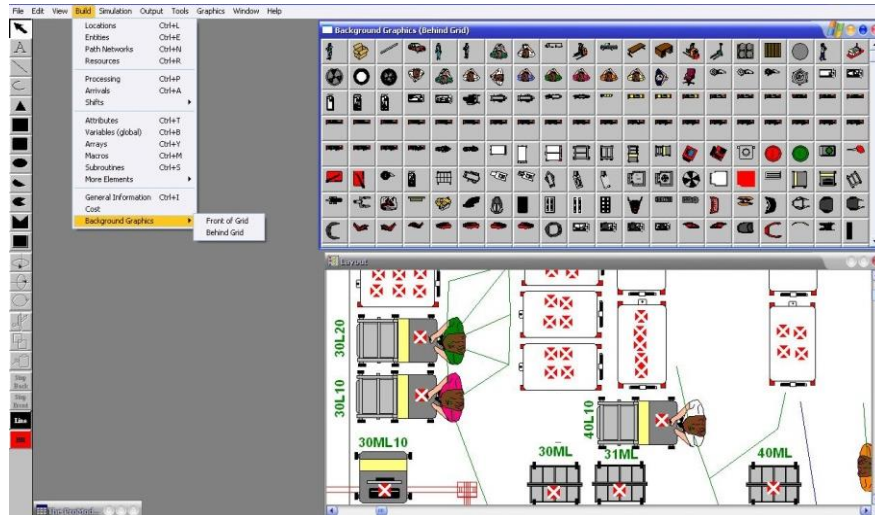 File Edit View Build Simulation Output Tools Graphics Window Help
Locations Ctrl+L
Entities Ctrl+E
Path Networks Ctrl+N
Resources Ctrl+R
Processing Ctrl+P
Arrivals Ctrl+A
Shifts
Attributes Ctrl+T
Variables (global) Ctrl+B
Arrays Ctrl+Y
Macros Ctrl+M
Subroutines Ctrl+S
More Elements
General Information Ctrl+I
Cost
Background Graphics
Front of Grid
Behind Grid
A
Line
Background Graphics (Behind Grid)
Layout
30L20
30L10
30ML10
40L10
30ML
31ML
40ML